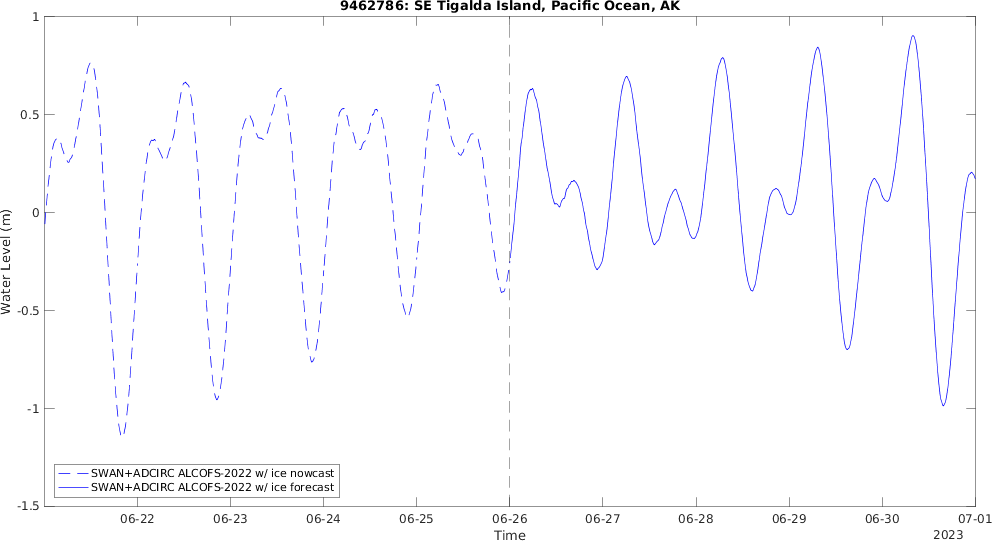 9462786: SE Tigalda Island, Pacific Ocean, AK
1
0.5
0
-0.5
-1
-1.5
Water Level (m)
SWAN+ADCIRC ALCOFS-2022 w/ ice nowcast
SWAN+ADCIRC ALCOFS-2022 w/ ice forecast
06-22 06-23 06-24 06-25 06-26 06-27 06-28 06-29 06-30 07-01
Time
2023